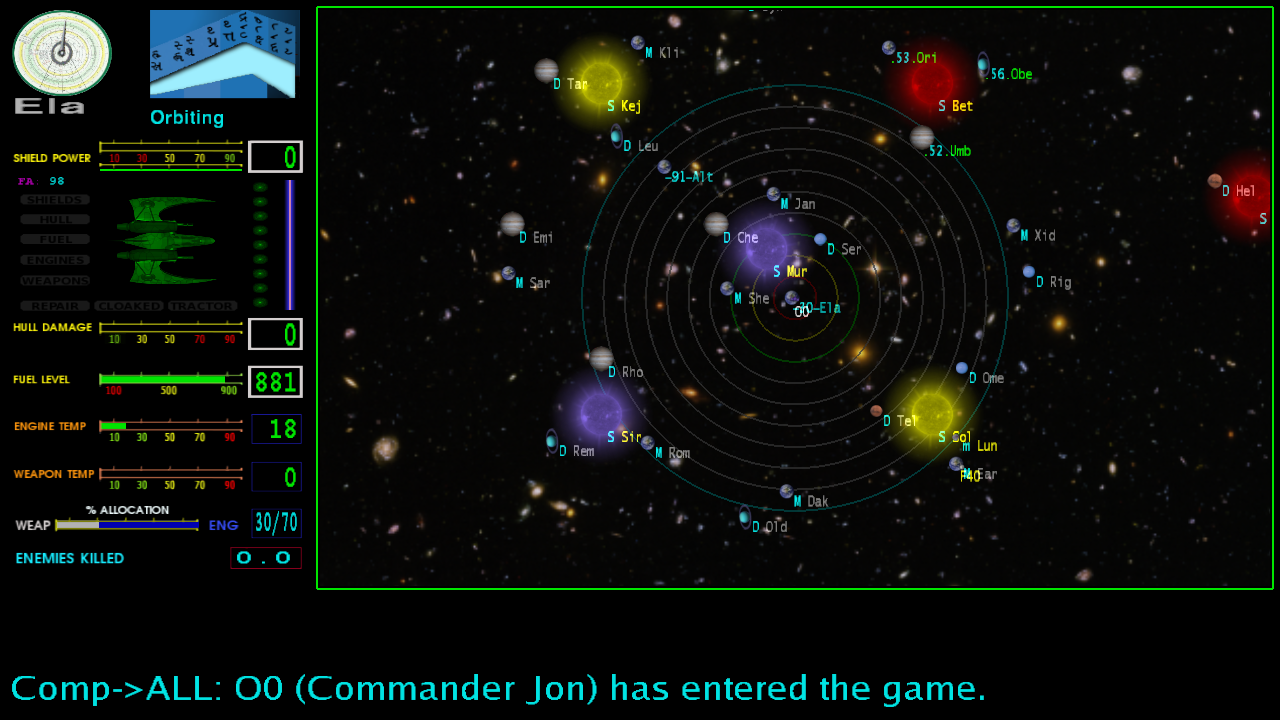 Ela
Orbiting
SHIELD POWER
10 30 50 70 90
0
FA 98
SHIELDS
HULL
FUEL
ENGINES
WEAPONS
REPAIR CLOAKED TRACTOR
HULL DAMAGE
10 30 50 70 90
0
FUEL LEVEL
100 500 900
881
ENGINE TEMP
10 30 50 70 90
18
WEAPON TEMP
10 30 50 70 90
0
% ALLOCATION
WEAP ENG 30/70
ENEMIES KILLED 0.0
M Kli
.53.Ori
D Tar
.56.Obe
S Kej
S Bet
D Leu
.52.Umb
-91-Alt
D Hel
M Jan
S
D Emi
D Che
M Xid
D Ser
S Mur
M Sar
D Rig
M She
O0
D Rho
D Ome
D Tel
S Sir
S Sol
m Lun
D Rem
M Rom
M Dak
D Old
Comp->ALL: O0 (Commander Jon) has entered the game.